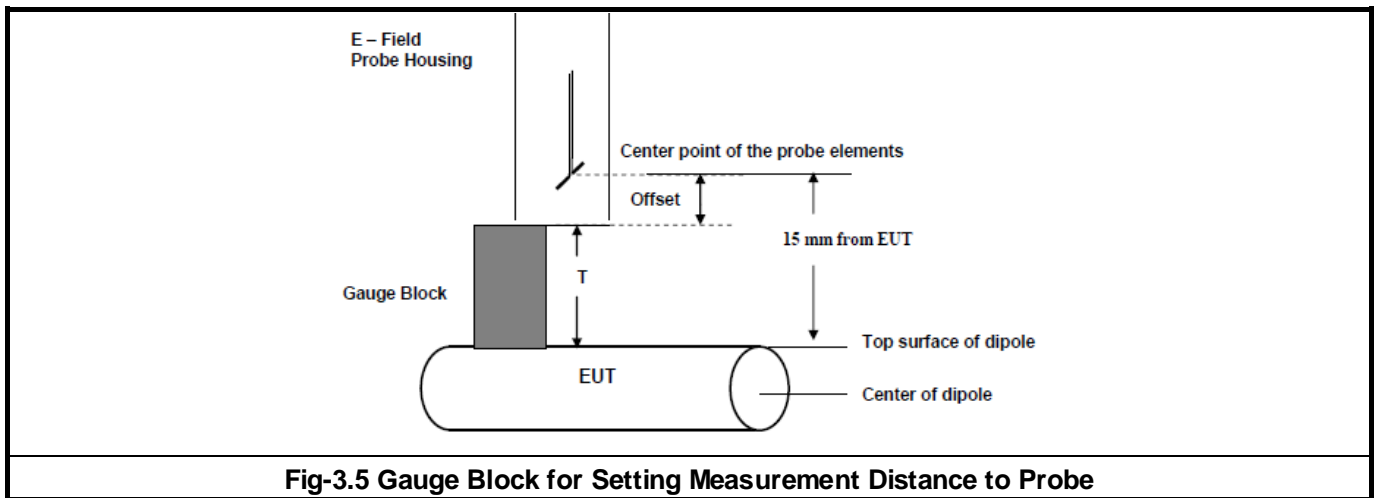 E – Field
Probe Housing
Center point of the probe elements
Offset
15 mm from EUT
T
Gauge Block
Top surface of dipole
EUT
Center of dipole
Fig-3.5 Gauge Block for Setting Measurement Distance to Probe